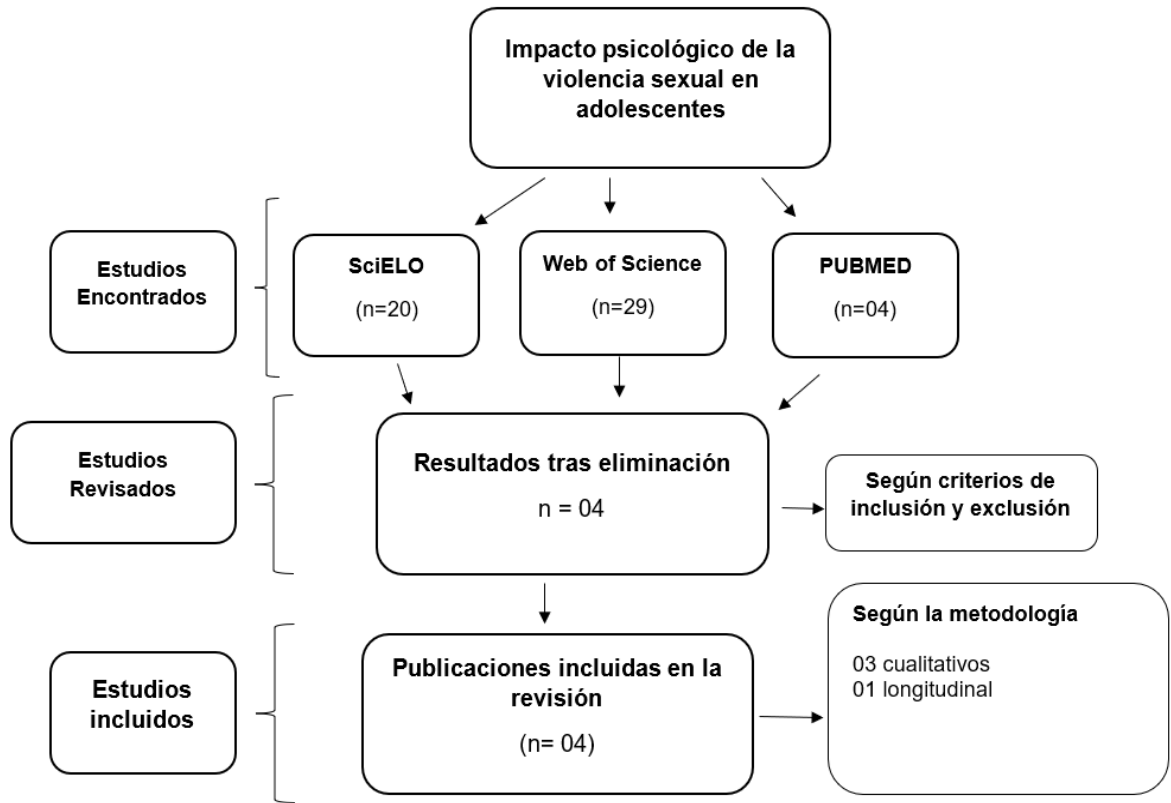 Impacto psicológico de la
violencia sexual en
adolescentes
Estudios
Encontrados
SciELO
(n=20)
Web of Science
(n=29)
PUBMED
(n=04)
Estudios
Revisados
Resultados tras eliminación
n = 04
Según criterios de
inclusión y exclusión
Estudios
incluidos
Publicaciones incluidas en la
revisión
(n= 04)
Según la metodología
03 cualitativos
01 longitudinal